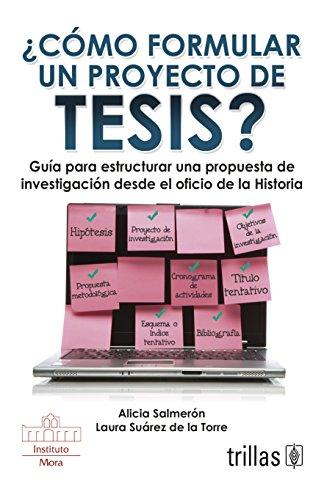 ¿CÓMO FORMULAR
UN PROYECTO DE
TESIS?
Guía para estructurar una propuesta de
investigación desde el oficio de la Historia
Hipótesis
Proyecto de
investigación
Objetivos
de la
investigación
Propuesta
metodológica
Cronograma
de
actividades
Título
tentativo
Esquema o
índice
tentativo
Bibliografía
Alicia Salmerón
Laura Suárez de la Torre
Instituto
Mora
trillas